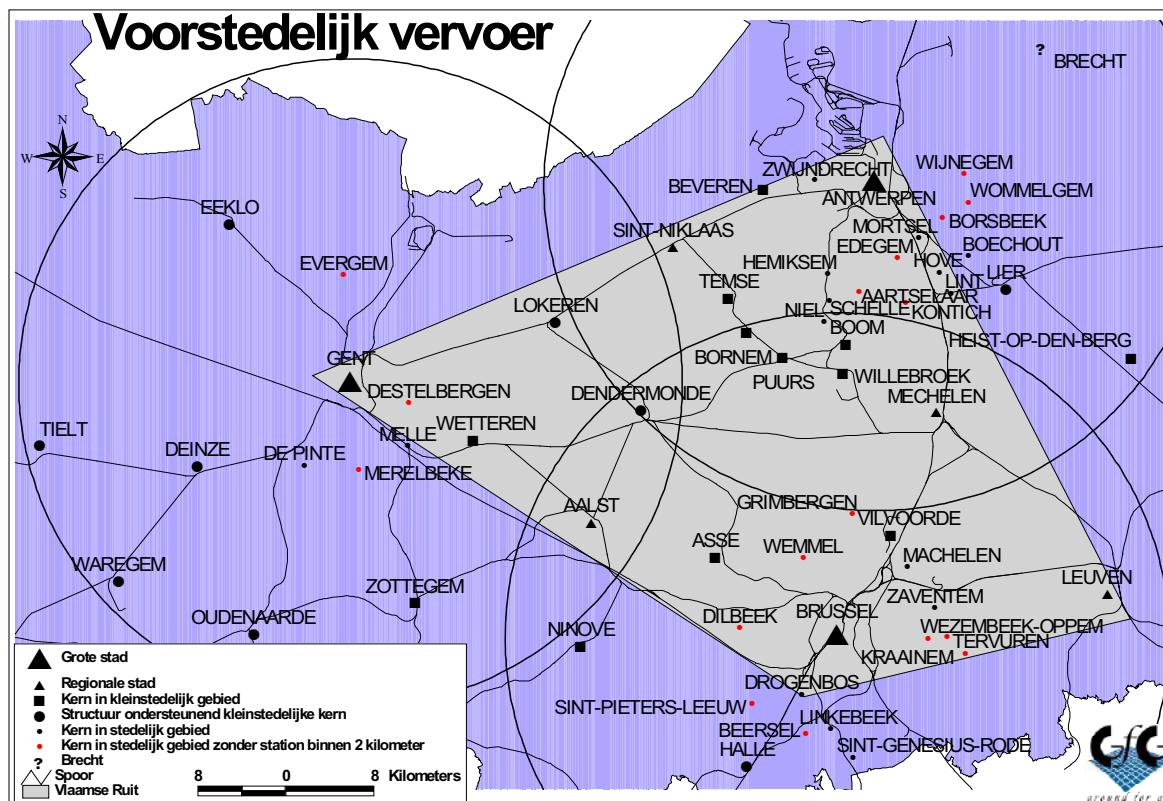 Voorstedelijk vervoer
BRECHT
?
N
W E
S
ZWIJNDRECHT
WIJNEGEM
BEVEREN
WOMMELGEM
ANTWERPEN
EEKLO
BORSBEEK
MORTSEL
SINT-NIKLAAS
EDEGEM
BOECHOUT
EVERGEM
HEMIKSEM
HOVE
LIER
TEMSE
LINT
AARTSELAAR
LOKEREN
NIEL
SCHELLE
KONTICH
BOOM
HEIST-OP-DEN-BERG
GENT
BORNEM
PUURS
WILLEBROEK
DESTELBERGEN
DENDERMONDE
MECHELEN
WETTEREN
TIELT
MELLE
DEINZE
DE PINTE
MERELBEKE
AALST
GRIMBERGEN
VILVOORDE
ASSE
WEMMEL
MACHELEN
WAREGEM
LEUVEN
ZOTTEGEM
ZAVENTEM
OUDENAARDE
DILBEEK
BRUSSEL
NINOVE
WEZEMBEEK-OPPEM
TERVUREN
KRAAINEM
DROGENBOS
SINT-PIETERS-LEEUW
LINKEBEEK
BEERSEL
HALLE
SINT-GENESIUS-RODE
Grote stad
Regionale stad
Kern in kleinstedelijk gebied
Structuur ondersteunend kleinstedelijke kern
Kern in stedelijk gebied
Kern in stedelijk gebied zonder station binnen 2 kilometer
? Brecht
Spoor
Vlaamse Ruit
8 0 8 Kilometers
GfG